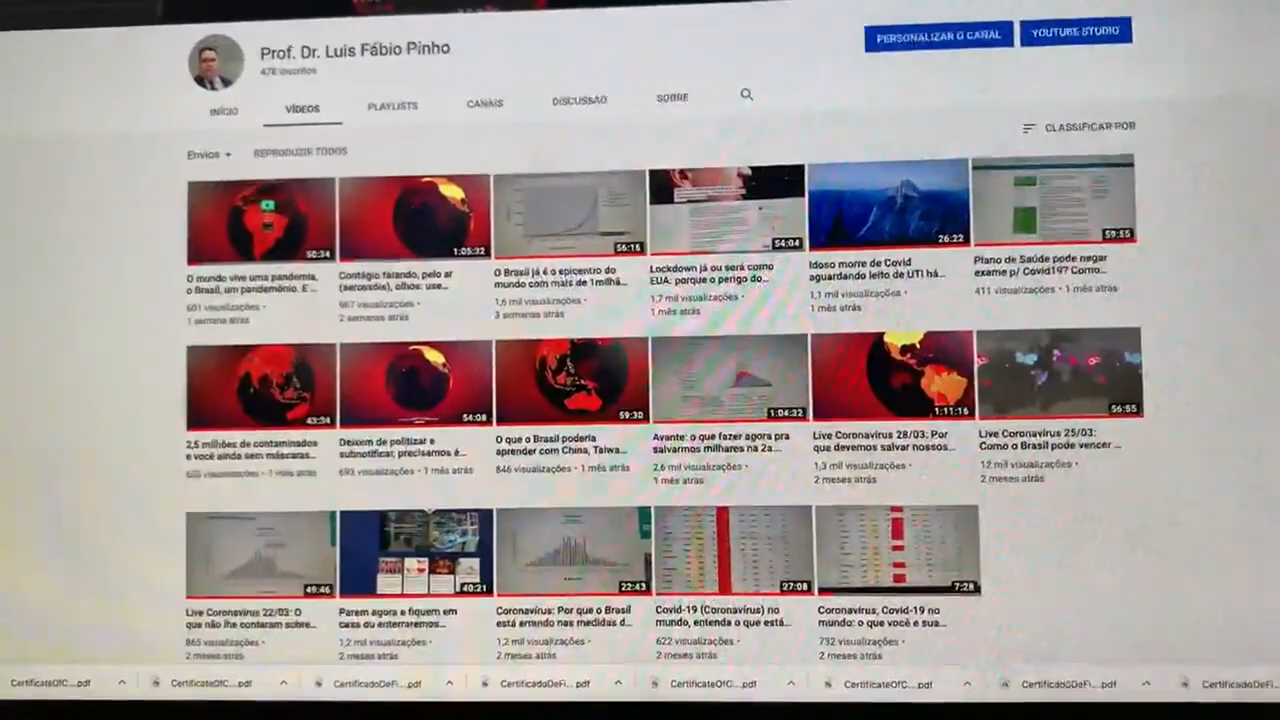 Prof. Dr. Luis Fábio Pinho
478 inscritos
PERSONALIZAR O CANAL
YOUTUBE STUDIO
INÍCIO
VÍDEOS
PLAYLISTS
CANAIS
DISCUSSÃO
SOBRE
CLASSIFICAR POR
Envios
REPRODUZIR TODOS
50:34
1:05:32
56:15
54:04
26:22
59:55
O mundo vive uma pandemia,
o Brasil, um pandemônio. E ...
601 visualizações •
1 semana atrás
Contágio falando, pelo ar
(aerossóis), olhos: use...
967 visualizações •
2 semanas atrás
O Brasil já é o epicentro do
mundo com mais de 1milhã...
1,6 mil visualizações •
3 semanas atrás
Lockdown já ou será como
EUA: porque o perigo do...
1,7 mil visualizações •
1 mês atrás
Idoso morre de Covid
aguardando leito de UTI há...
1,1 mil visualizações •
1 mês atrás
Plano de Saúde pode negar
exame p/ Covid19? Como...
411 visualizações • 1 mês atrás
43:34
54:08
59:30
1:04:32
1:11:16
56:55
2,5 milhões de contaminados
e você ainda sem máscaras...
visualizações • 1 mês atrás
Deixem de politizar e
subnotificar, precisamos é...
693 visualizações • 1 mês atrás
O que o Brasil poderia
aprender com China, Taiwa...
846 visualizações • 1 mês atrás
Avante: o que fazer agora pra
salvarmos milhares na 2a...
2,6 mil visualizações •
1 mês atrás
Live Coronavírus 28/03: Por
que devemos salvar nossos...
1,3 mil visualizações •
2 meses atrás
Live Coronavírus 25/03:
Como o Brasil pode vencer ...
12 mil visualizações •
2 meses atrás
49:46
40:21
22:43
27:08
7:28
Live Coronavírus 22/03: O
que não lhe contaram sobre...
865 visualizações •
2 meses atrás
Parem agora e fiquem em
casa ou enterraremos...
1,2 mil visualizações •
2 meses atrás
Coronavírus: Por que o Brasil
está errando nas medidas d...
1,2 mil visualizações •
2 meses atrás
Covid-19 (Coronavírus) no
mundo, entenda o que está...
622 visualizações •
2 meses atrás
Coronavírus, Covid-19 no
mundo: o que você e sua...
732 visualizações •
2 meses atrás
CertificateOfC....pdf
CertificateOfC....pdf
CertificadoDeFi....pdf
CertificadoDeFi....pdf
CertificateOfC....pdf
CertificateOfC....pdf
CertificadoDeFi....pdf
CertificadoDeFi...